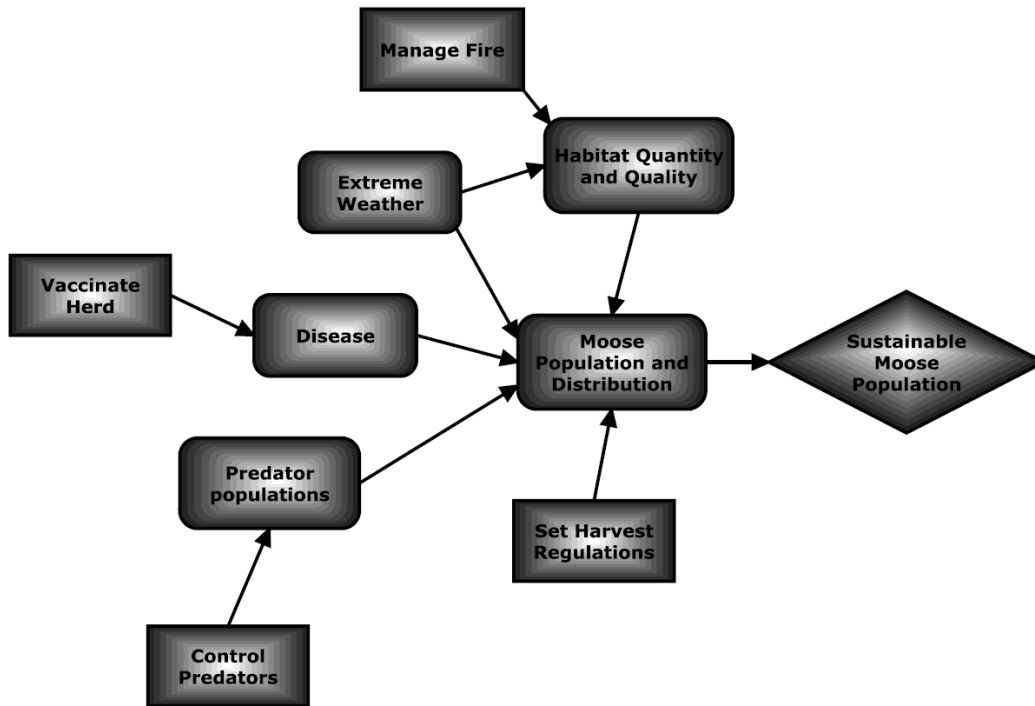 Manage Fire
Habitat Quantity
and Quality
Extreme
Weather
Vaccinate
Herd
Disease
Moose
Population and
Distribution
Sustainable
Moose
Population
Predator
populations
Set Harvest
Regulations
Control
Predators